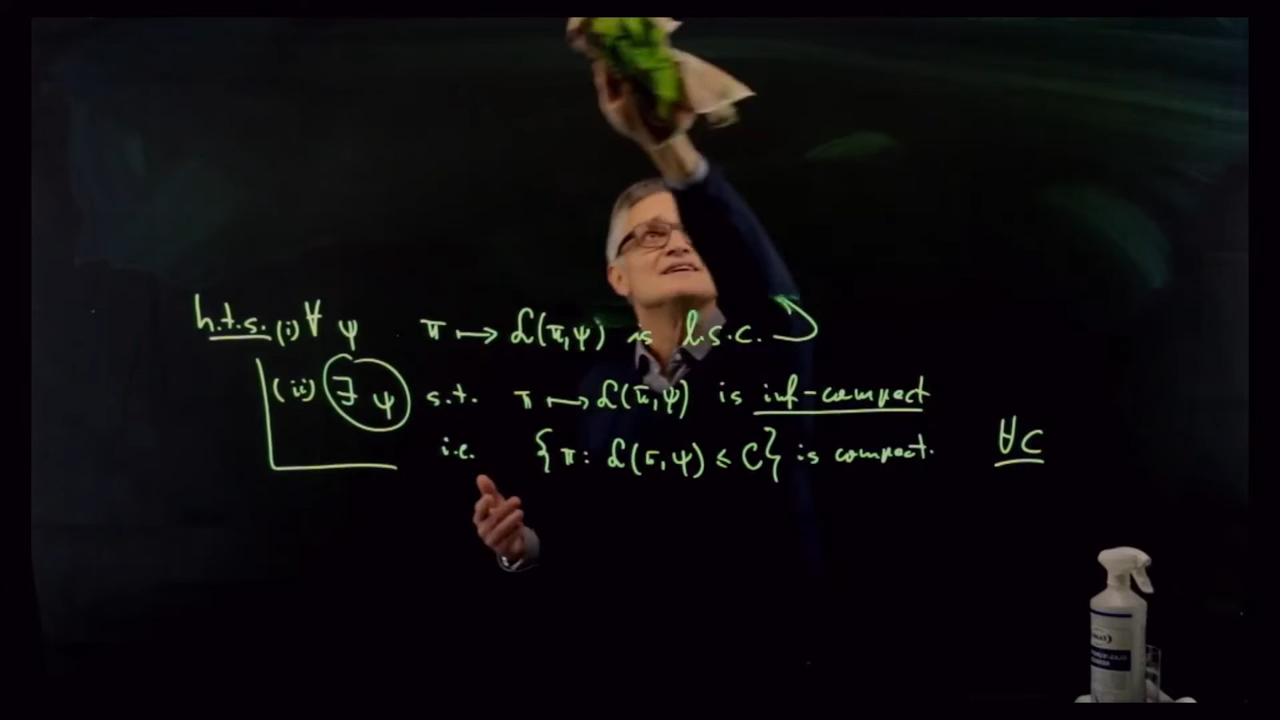 h.t.s. (i) ∀ ψ π ↦ L(π,ψ) is l.s.c.
(ii) ∃ ψ s.t. π ↦ L(π,ψ) is inf-compact
i.e. {π: L(π,ψ) ≤ C} is compact. ∀C